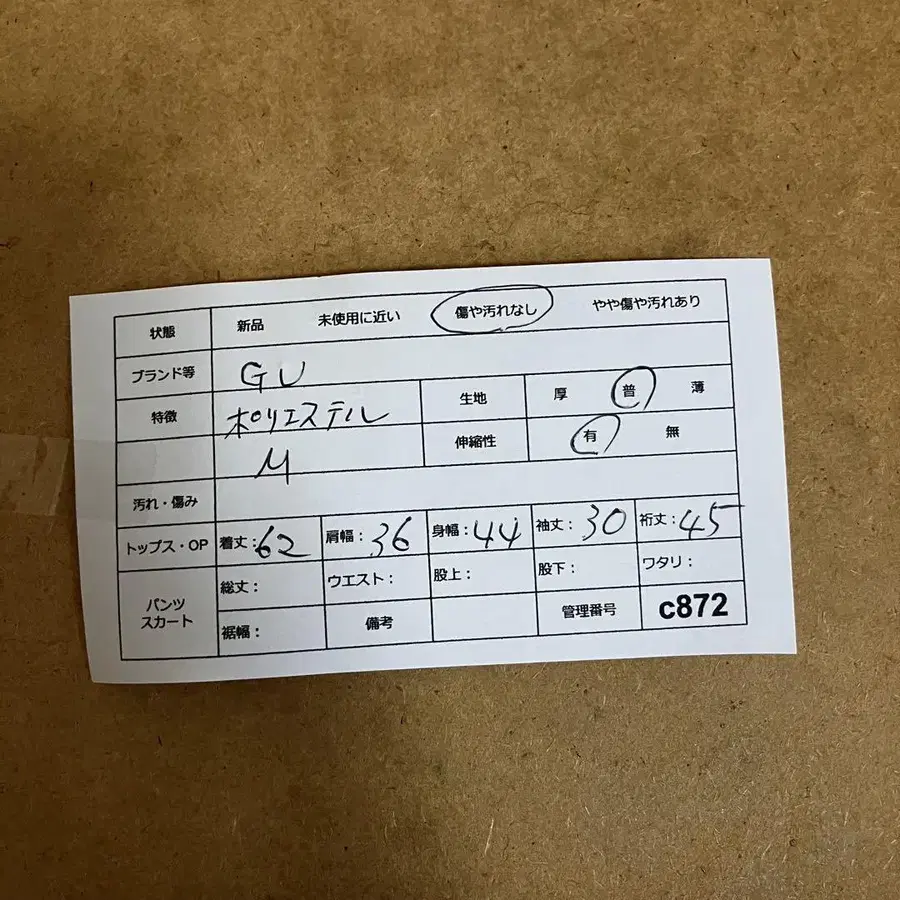 状態 新品 未使用に近い 傷や汚れなし やや傷や汚れあり
ブランド等 GU
特徴 ポリエステル 生地 厚 普 薄
M 伸縮性 有 無
汚れ・傷み
トップス・OP 着丈:62 肩幅:36 身幅:44 袖丈:30 裄丈:45
パンツ スカート 総丈: ウエスト: 股上: 股下: ワタリ:
裾幅: 備考 管理番号 c872